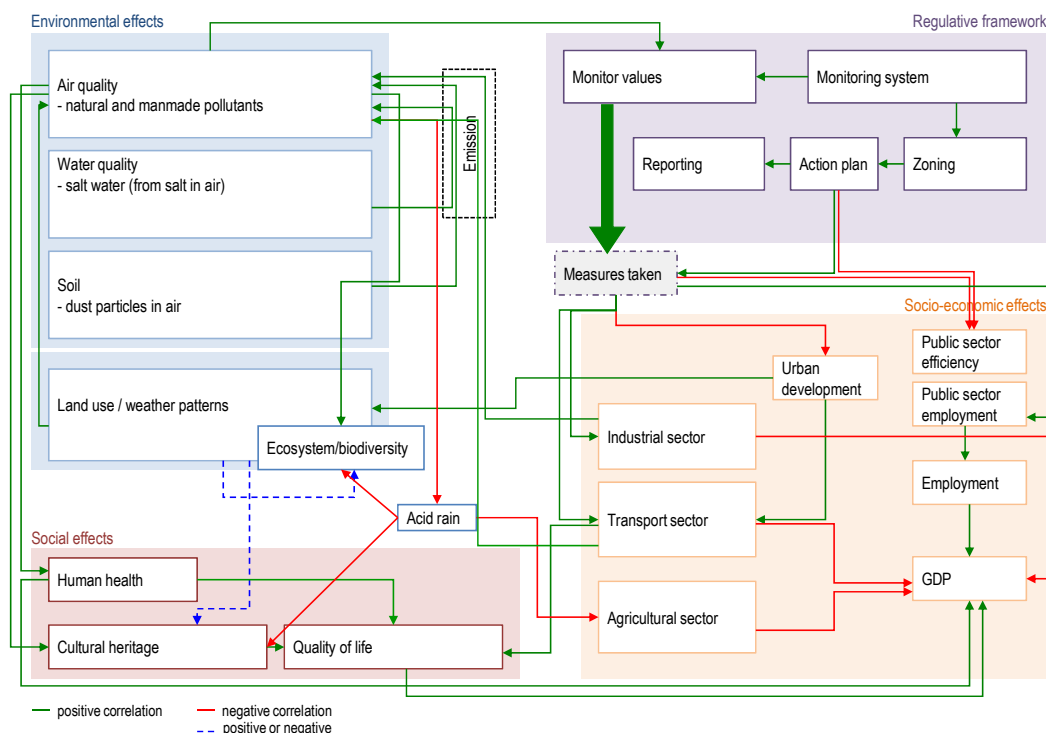 Environmental effects
Regulative framework
Air quality
- natural and manmade pollutants
Emission
Monitor values
Monitoring system
Water quality
- salt water (from salt in air)
Reporting
Action plan
Zoning
Soil
- dust particles in air
Measures taken
Socio-economic effects
Public sector
efficiency
Urban
development
Public sector
employment
Land use / weather patterns
Ecosystem/biodiversity
Industrial sector
Employment
Acid rain
Transport sector
Social effects
Human health
GDP
Agricultural sector
Cultural heritage
Quality of life
positive correlation
negative correlation
positive or negative